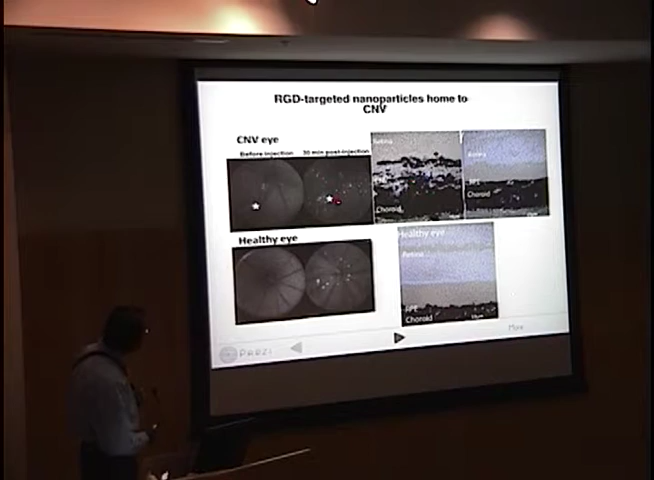 RGD-targeted nanoparticles home to
CNV
CNV eye
Before injection
30 min post-injection
Retina
Choroid
Retina
RPE
Choroid
Healthy eye
Healthy eye
Retina
RPE
Choroid
More